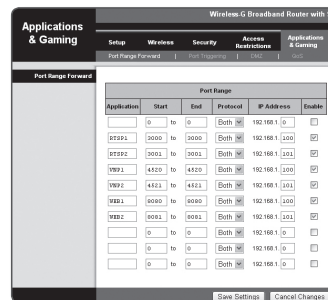 Wireless-G Broadband Router with
Applications & Gaming
Setup Wireless Security Access Restrictions Applications & Gaming
Port Range Forward | Port Triggering | DMZ | QoS
Port Range Forward
Port Range
Application Start End Protocol IP Address Enable
0 to 0 Both 192.168.1. 0
RTSP1 3000 to 3000 Both 192.168.1. 100
RTSP2 3001 to 3001 Both 192.168.1. 101
VNP1 4520 to 4520 Both 192.168.1. 100
VNP2 4521 to 4521 Both 192.168.1. 101
WEB1 8080 to 8080 Both 192.168.1. 100
WEB2 8081 to 8081 Both 192.168.1. 101
0 to 0 Both 192.168.1. 0
0 to 0 Both 192.168.1. 0
0 to 0 Both 192.168.1. 0
Save Settings Cancel Changes